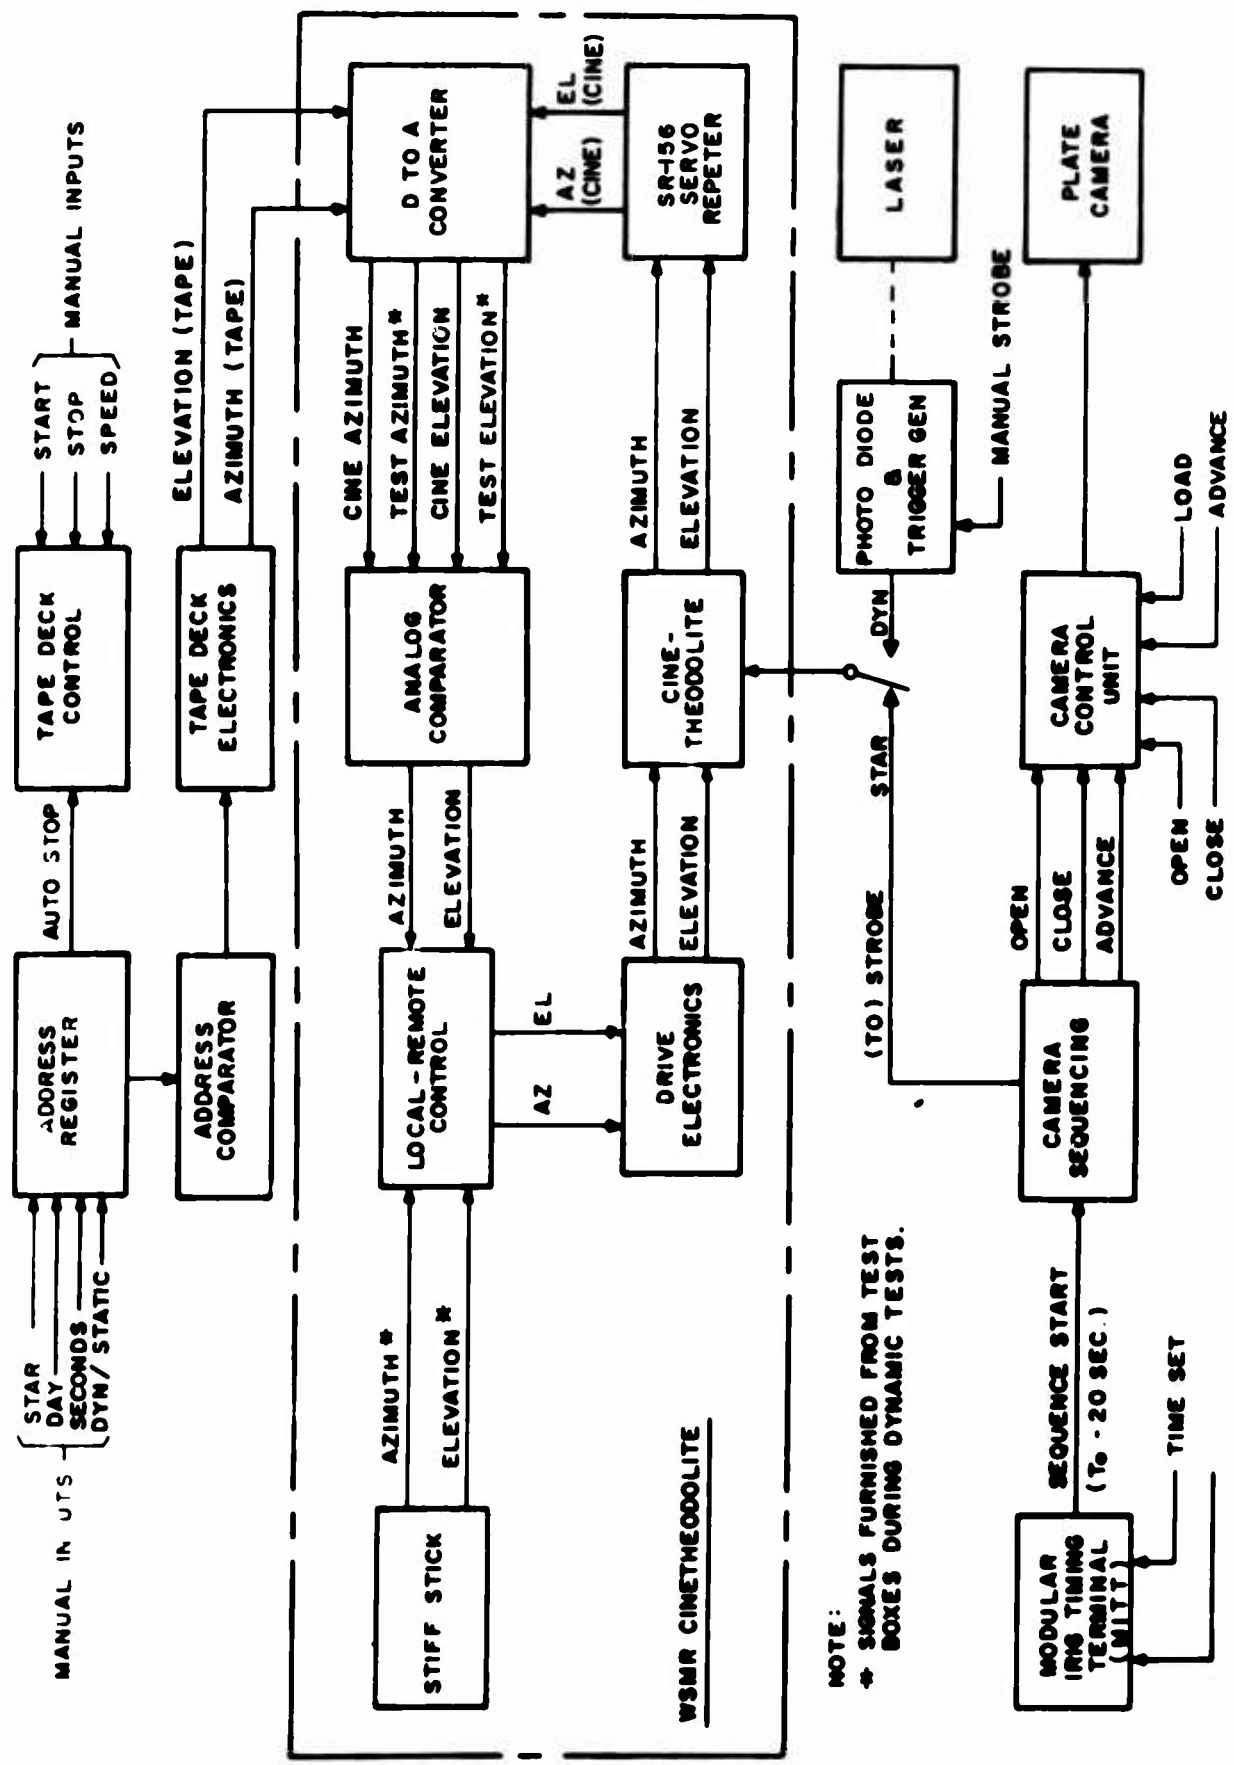 MANUAL IN UTS
STAR
DAY
SECONDS
DYN/STATIC
ADDRESS
REGISTER
AUTO STOP
TAPE DECK
CONTROL
START
STOP
SPEED
MANUAL INPUTS
ADDRESS
COMPARATOR
TAPE DECK
ELECTRONICS
ELEVATION (TAPE)
AZIMUTH (TAPE)
STIFF STICK
AZIMUTH*
ELEVATION*
LOCAL-REMOTE
CONTROL
AZIMUTH
ELEVATION
ANALOG
COMPARATOR
CINE AZIMUTH
TEST AZIMUTH*
CINE ELEVATION
TEST ELEVATION*
D TO A
CONVERTER
AZ
EL
AZ
(CINE)
EL
(CINE)
DRIVE
ELECTRONICS
AZIMUTH
ELEVATION
CINE-
THEODOLITE
AZIMUTH
ELEVATION
SR-156
SERVO
REPETER
WSMR CINETHEODOLITE
NOTE:
* SIGNALS FURNISHED FROM TEST
BOXES DURING DYNAMIC TESTS.
(TO) STROBE
STAR
DYN
PHOTO DIODE
&
TRIGGER GEN
LASER
MANUAL STROBE
MODULAR
IRIG TIMING
TERMINAL
(MITT)
TIME SET
SEQUENCE START
(To - 20 SEC.)
CAMERA
SEQUENCING
OPEN
CLOSE
ADVANCE
CAMERA
CONTROL
UNIT
OPEN
CLOSE
LOAD
ADVANCE
PLATE
CAMERA